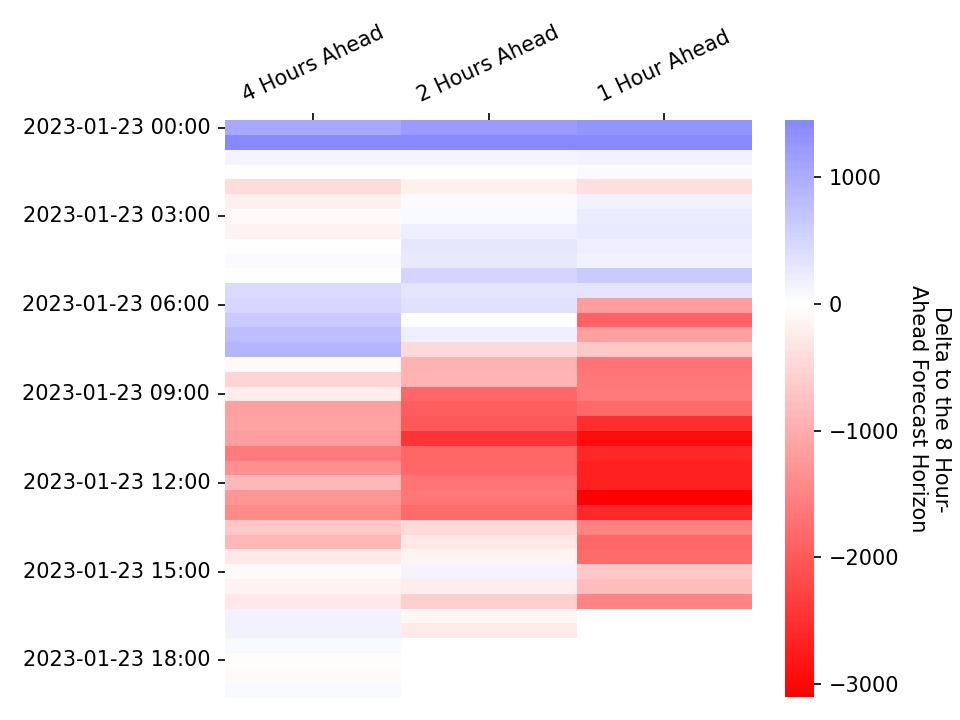 4 Hours Ahead
2 Hours Ahead
1 Hour Ahead
2023-01-23 00:00
2023-01-23 03:00
2023-01-23 06:00
2023-01-23 09:00
2023-01-23 12:00
2023-01-23 15:00
2023-01-23 18:00
1000
0
−1000
−2000
−3000
Delta to the 8 Hour-
Ahead Forecast Horizon